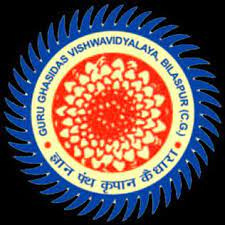 GURU GHASIDAS VISHWAVIDYALAYA, BILASPUR (C.G)
ज्ञान पंथ कृपान कैधारा